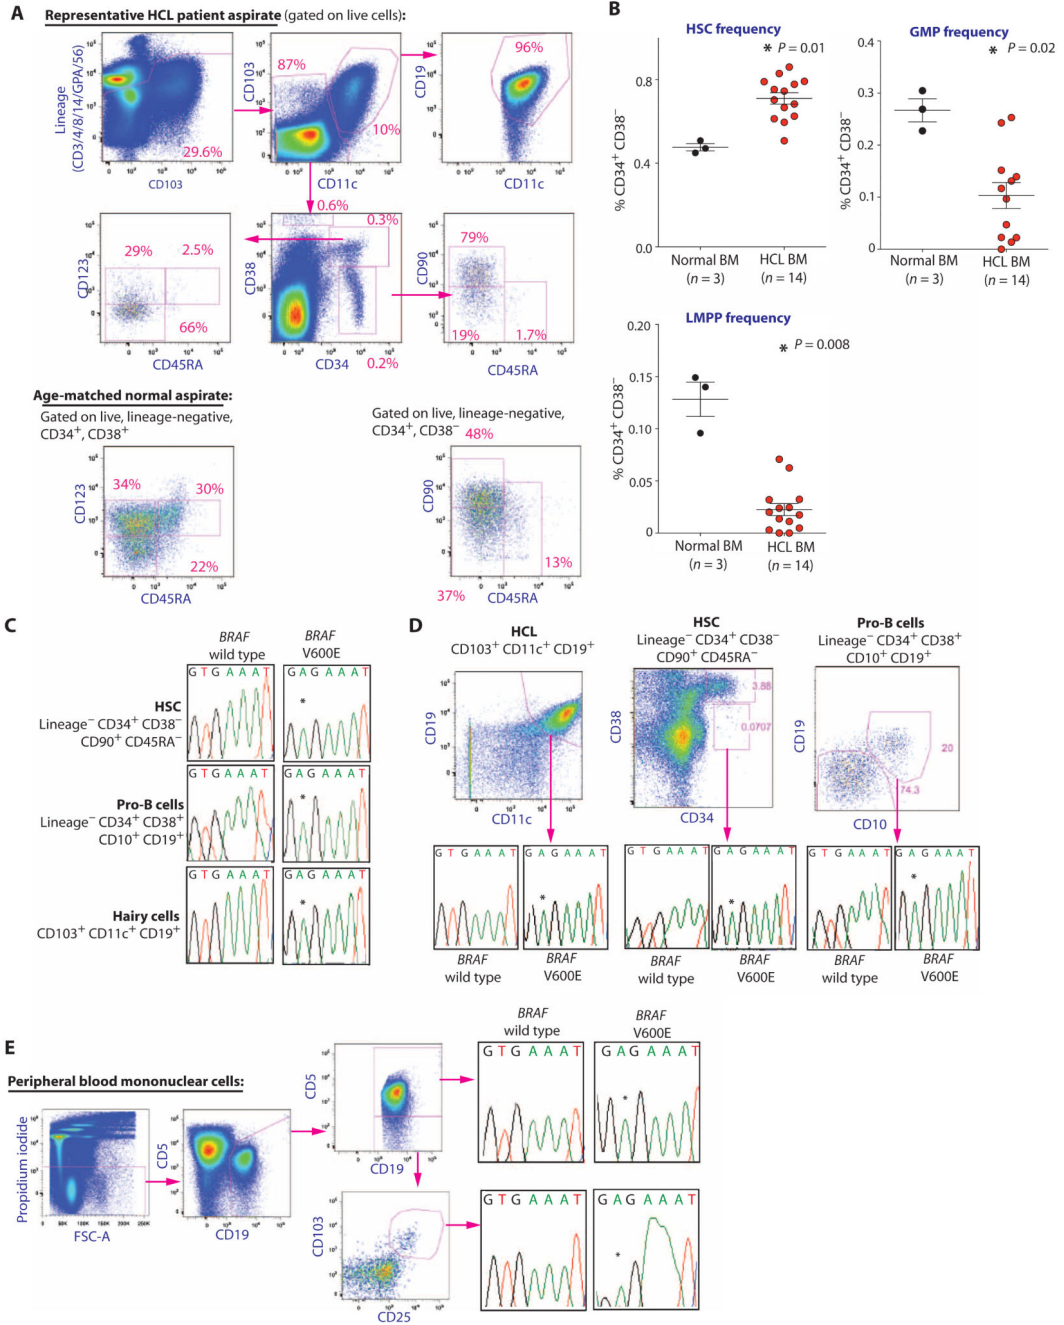 A
Representative HCL patient aspirate (gated on live cells):
Lineage
(CD3/4/8/14/GPA/56)
29.6%
CD103
CD103
87%
10%
CD11c
CD19
96%
CD11c
0.6%
CD123
29%
2.5%
66%
CD45RA
CD38
0.3%
CD34
0.2%
CD90
79%
19%
1.7%
CD45RA
Age-matched normal aspirate:
Gated on live, lineage-negative,
CD34+, CD38+
CD123
34%
30%
22%
CD45RA
Gated on live, lineage-negative,
CD34+, CD38−
48%
CD90
13%
37%
CD45RA
B
HSC frequency
* P = 0.01
% CD34+ CD38−
0.8
0.4
0.0
Normal BM
(n = 3)
HCL BM
(n = 14)
GMP frequency
* P = 0.02
% CD34+ CD38−
0.4
0.3
0.2
0.1
0
Normal BM
(n = 3)
HCL BM
(n = 14)
LMPP frequency
* P = 0.008
% CD34+ CD38−
0.20
0.15
0.10
0.05
0
Normal BM
(n = 3)
HCL BM
(n = 14)
C
BRAF
wild type
BRAF
V600E
HSC
Lineage− CD34+ CD38−
CD90+ CD45RA−
G T G A A A T
G A G A A A T
*
Pro-B cells
Lineage− CD34+ CD38+
CD10+ CD19+
G T G A A A T
G A G A A A T
*
Hairy cells
CD103+ CD11c+ CD19+
G T G A A A T
G A G A A A T
*
D
HCL
CD103+ CD11c+ CD19+
CD19
CD11c
HSC
Lineage− CD34+ CD38−
CD90+ CD45RA−
CD38
3.88
0.0707
CD34
Pro-B cells
Lineage− CD34+ CD38+
CD10+ CD19+
CD19
20
74.3
CD10
G T G A A A T
G A G A A A T
*
G T G A A A T
G A G A A A T
*
G T G A A A T
G A G A A A T
*
BRAF
wild type
BRAF
V600E
BRAF
wild type
BRAF
V600E
BRAF
wild type
BRAF
V600E
E
Peripheral blood mononuclear cells:
Propidium iodide
0 50K 100K 150K 200K 250K
FSC-A
CD5
CD19
CD5
CD19
CD103
CD25
BRAF
wild type
BRAF
V600E
G T G A A A T
G A G A A A T
*
G T G A A A T
G A G A A A T
*